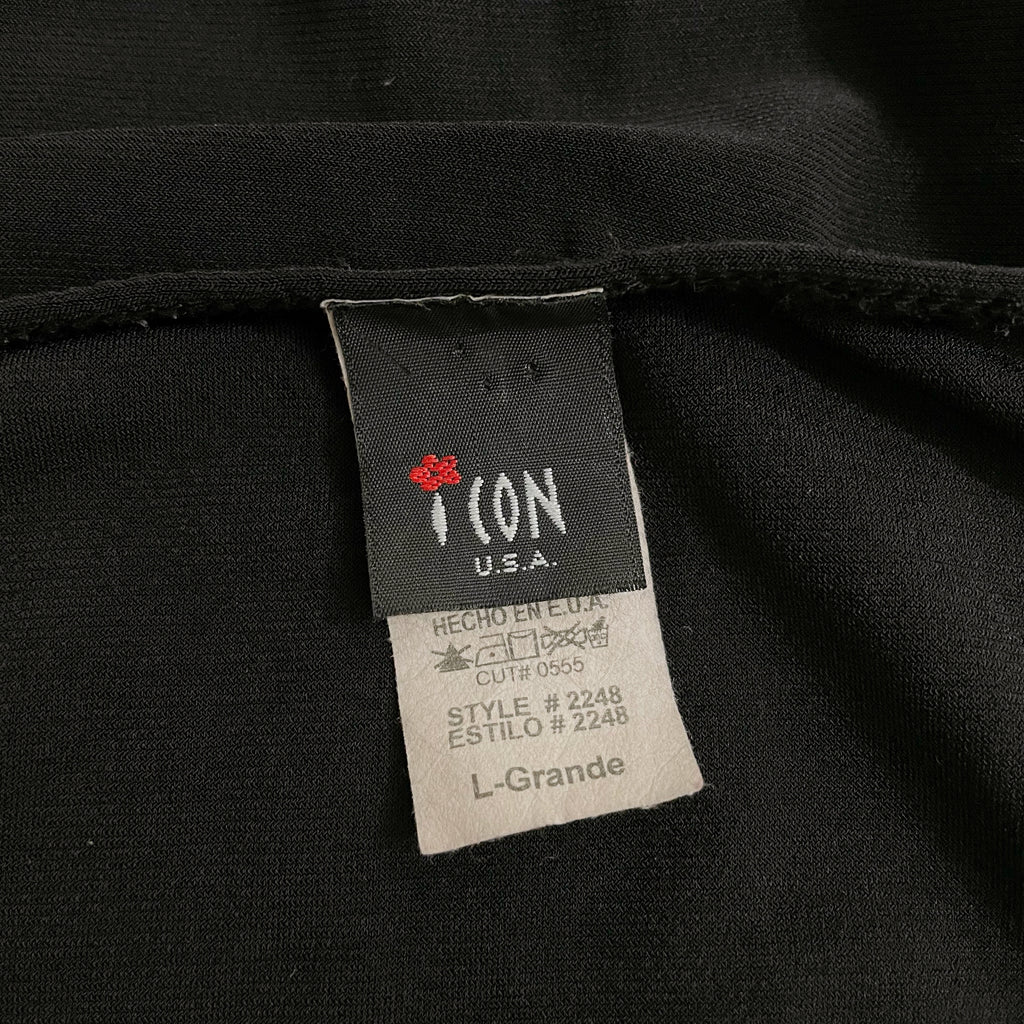 iCON
U.S.A.
HECHO EN E.U.A.
CUT# 0555
STYLE # 2248
ESTILO # 2248
L-Grande